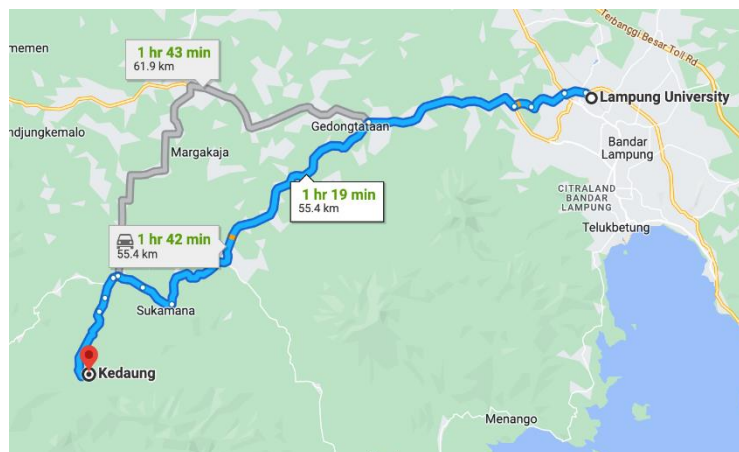 Terbanggi Besar Toll Rd
memen
1 hr 43 min
61.9 km
Lampung University
Gedongtataan
ndjungkemalo
Margakaja
Bandar
Lampung
1 hr 19 min
55.4 km
CITRALAND
BANDAR
LAMPUNG
Telukbetung
1 hr 42 min
55.4 km
Sukamana
Kedaung
Menango